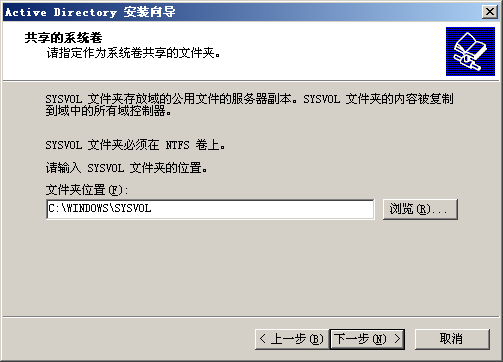 Active Directory 安装向导
共享的系统卷
请指定作为系统卷共享的文件夹。
SYSVOL 文件夹存放域的公用文件的服务器副本。SYSVOL 文件夹的内容被复制
到域中的所有域控制器。
SYSVOL 文件夹必须在 NTFS 卷上。
请输入 SYSVOL 文件夹的位置。
文件夹位置(F):
C:\WINDOWS\SYSVOL
浏览(R)...
< 上一步(B)
下一步(N) >
取消